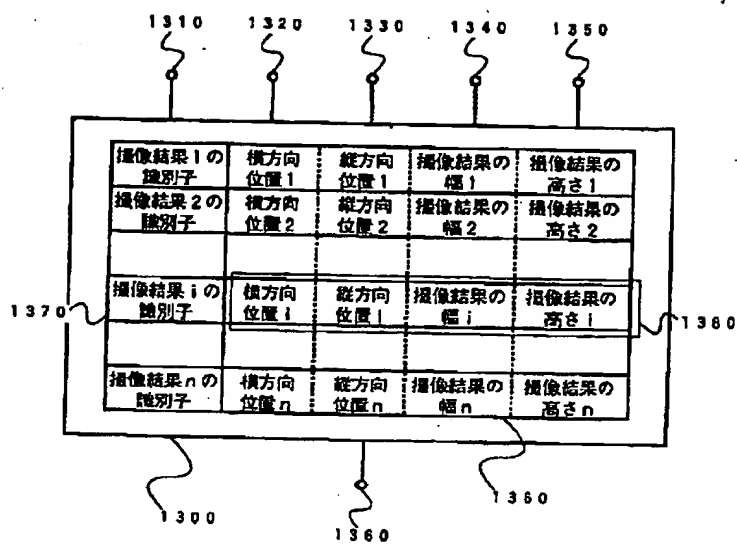 1310 1320 1330 1340 1350
撮像結果1の 横方向 縦方向 撮像結果の 撮像結果の
識別子 位置1 位置1 幅1 高さ1
撮像結果2の 横方向 縦方向 撮像結果の 撮像結果の
識別子 位置2 位置2 幅2 高さ2
撮像結果iの 横方向 縦方向 撮像結果の 撮像結果の
1370 識別子 位置i 位置i 幅i 高さi 1380
撮像結果nの 横方向 縦方向 撮像結果の 撮像結果の
識別子 位置n 位置n 幅n 高さn
1300 1360 1360